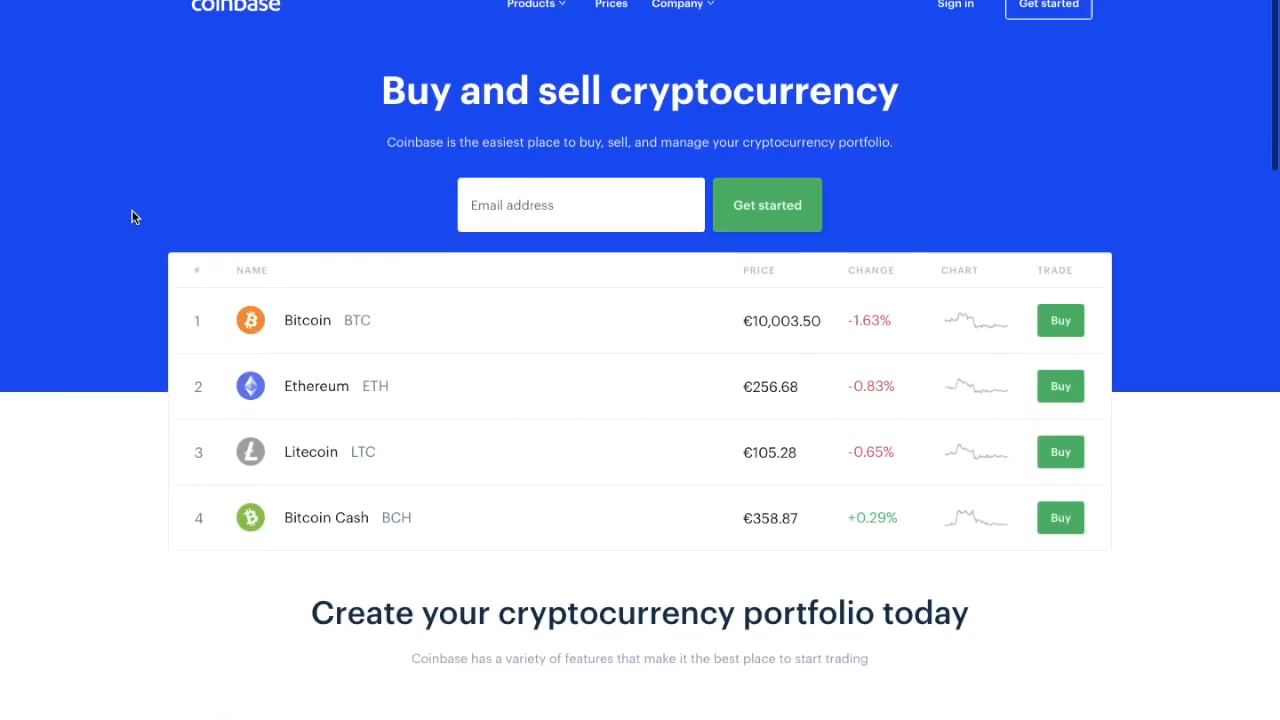 coinbase Products Prices Company Sign in Get started
Buy and sell cryptocurrency
Coinbase is the easiest place to buy, sell, and manage your cryptocurrency portfolio.
Email address Get started
# NAME PRICE CHANGE CHART TRADE
1 Bitcoin BTC €10,003.50 -1.63% Buy
2 Ethereum ETH €256.68 -0.83% Buy
3 Litecoin LTC €105.28 -0.65% Buy
4 Bitcoin Cash BCH €358.87 +0.29% Buy
Create your cryptocurrency portfolio today
Coinbase has a variety of features that make it the best place to start trading